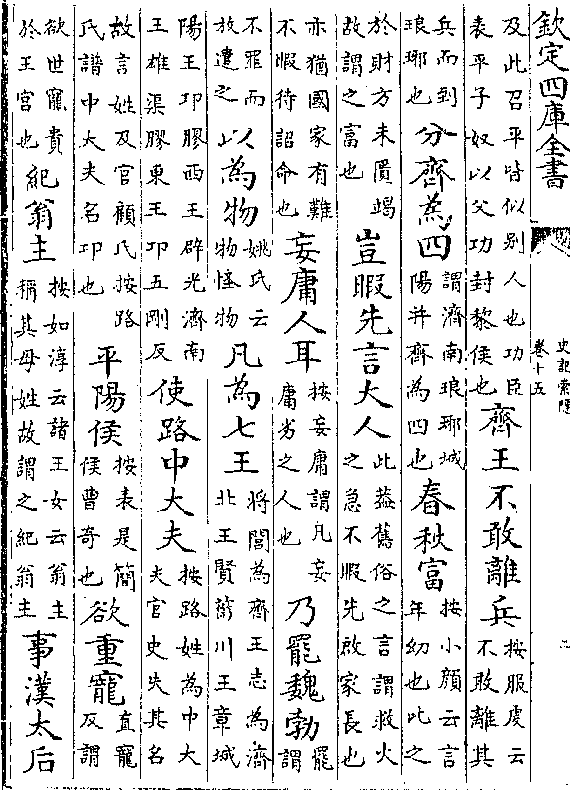 欽定四庫全書
史記索隱
卷十五
二
及此召平皆似别人也功臣表平子奴以父功封黎侯也齊王不敢離兵按服虔云不敢離其
兵而到琅琊也分齊為四謂濟南琅琊城陽并齊為四也春秋富按小顔云言年幼也此之
於財方未匱竭故謂之富也豈暇先言大人此葢舊俗之言謂救火之急不暇先啟家長也
亦猶國家有難不暇待詔命也妄庸人耳按妄庸謂凡妄庸劣之人也乃罷魏勃罷謂
不罪而放遣之以為物姚氏云物怪物凡為七王將閭為齊王志為濟北王賢菑川王章城
陽王卭膠西王辟光濟南王雄渠膠東王卭五剛反使路中大夫按路姓為中大夫官史失其名
故言姓及官顧氏按路氏譜中大夫名卭也平陽侯按表是簡侯曹奇也欲重寵直寵反謂
欲世寵貴於王宫也紀翁主按如淳云諸王女云翁主稱其母姓故謂之紀翁主事漢太后